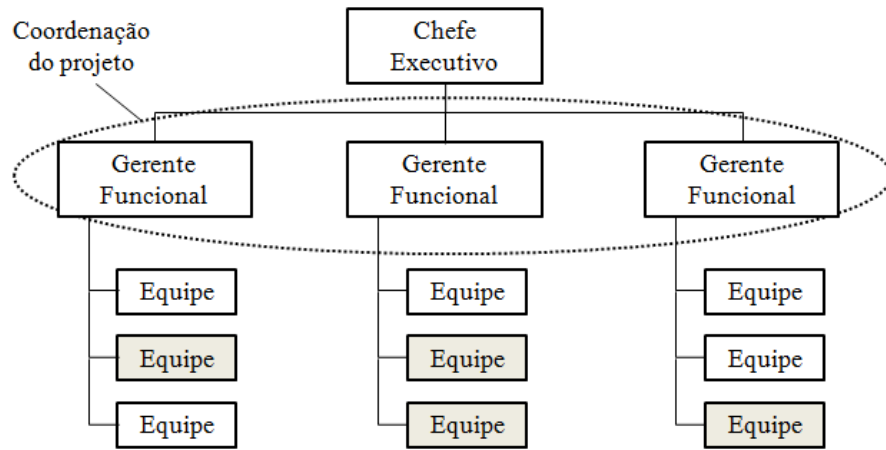 Coordenação
do projeto
Chefe
Executivo
Gerente
Funcional
Gerente
Funcional
Gerente
Funcional
Equipe
Equipe
Equipe
Equipe
Equipe
Equipe
Equipe
Equipe
Equipe